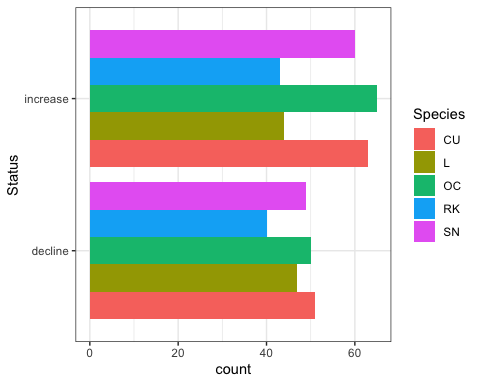 increase
decline
Status
0 20 40 60
count
Species
CU
L
OC
RK
SN